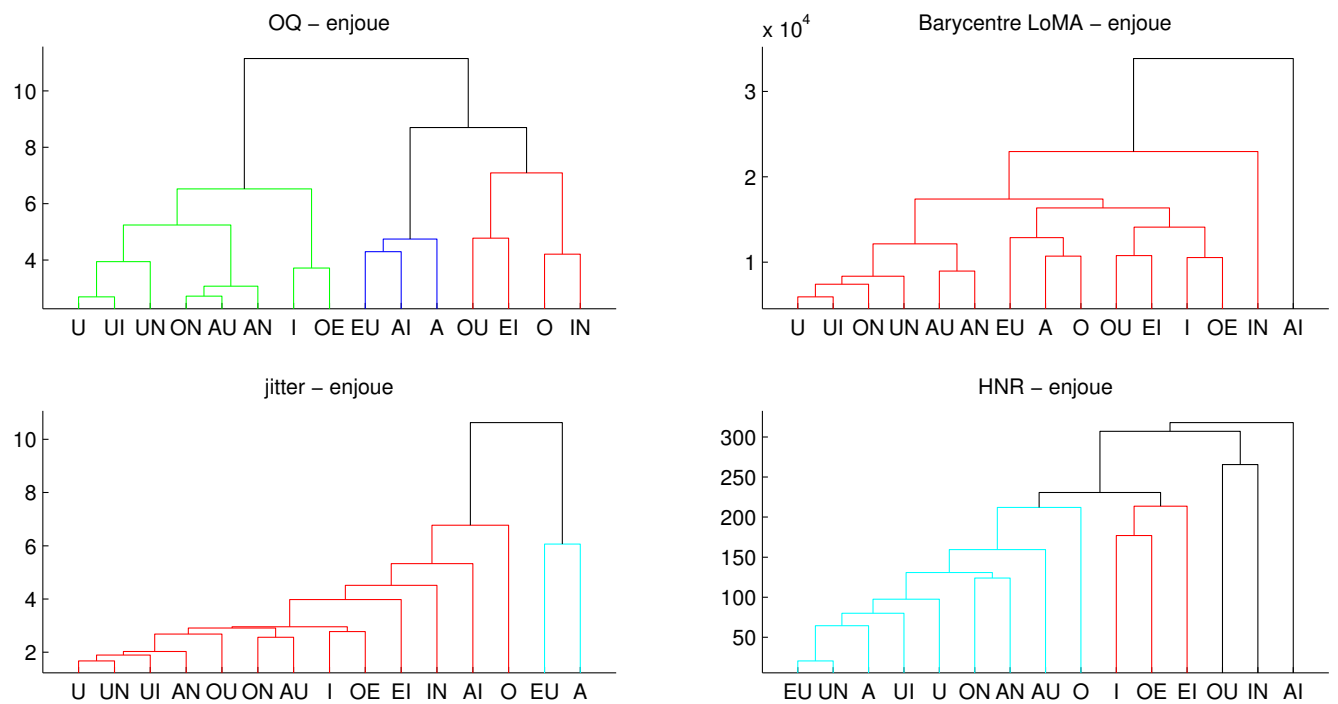 OQ – enjoue
10
8
6
4
U UI UN ON AU AN I OE EU AI A OU EI O IN
Barycentre LoMA – enjoue
x 10^4
3
2
1
U UI ON UN AU AN EU A O OU EI I OE IN AI
jitter – enjoue
10
8
6
4
2
U UN UI AN OU ON AU I OE EI IN AI O EU A
HNR – enjoue
300
250
200
150
100
50
EU UN A UI U ON AN AU O I OE EI OU IN AI